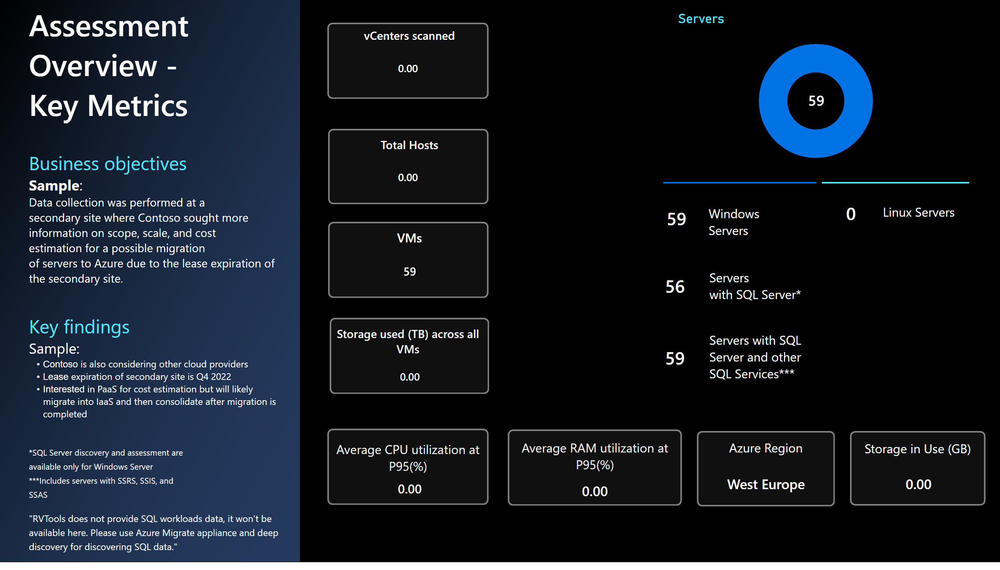 Assessment
Overview -
Key Metrics
Business objectives
Sample:
Data collection was performed at a
secondary site where Contoso sought more
information on scope, scale, and cost
estimation for a possible migration
of servers to Azure due to the lease expiration of
the secondary site.
Key findings
Sample:
• Contoso is also considering other cloud providers
• Lease expiration of secondary site is Q4 2022
• Interested in PaaS for cost estimation but will likely
migrate into IaaS and then consolidate after migration is
completed
*SQL Server discovery and assessment are
available only for Windows Server
***Includes servers with SSRS, SSIS, and
SSAS
"RVTools does not provide SQL workloads data, it won't be
available here. Please use Azure Migrate appliance and deep
discovery for discovering SQL data."
vCenters scanned
0.00
Total Hosts
0.00
VMs
59
Storage used (TB) across all
VMs
0.00
Servers
59
59
Windows
Servers
0
Linux Servers
56
Servers
with SQL Server*
59
Servers with SQL
Server and other
SQL Services***
Average CPU utilization at
P95(%)
0.00
Average RAM utilization at
P95(%)
0.00
Azure Region
West Europe
Storage in Use (GB)
0.00